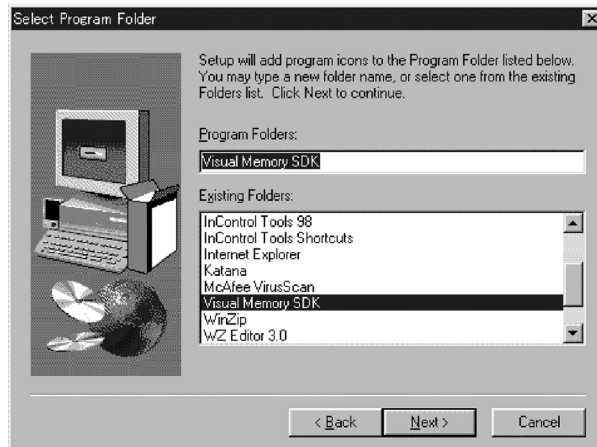 Select Program Folder
Setup will add program icons to the Program Folder listed below.
You may type a new folder name, or select one from the existing
Folders list. Click Next to continue.
Program Folders:
Visual Memory SDK
Existing Folders:
InControl Tools 98
InControl Tools Shortcuts
Internet Explorer
Katana
McAfee VirusScan
Visual Memory SDK
WinZip
WZ Editor 3.0
< Back Next > Cancel